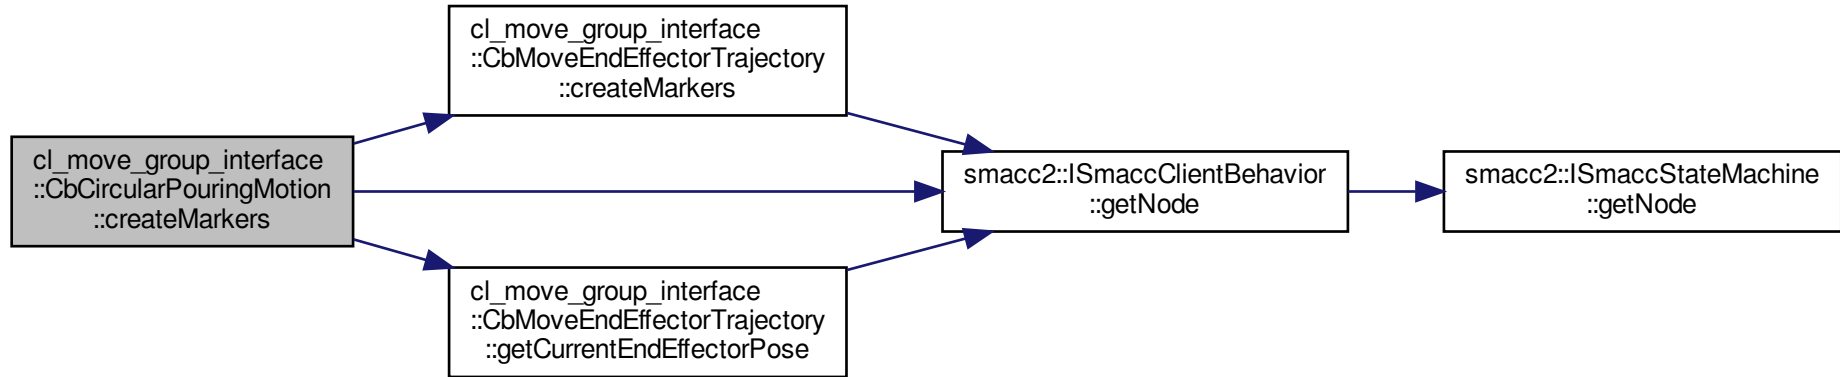 cl_move_group_interface
::CbMoveEndEffectorTrajectory
::createMarkers
cl_move_group_interface
::CbCircularPouringMotion
::createMarkers
smacc2::ISmaccClientBehavior
::getNode
smacc2::ISmaccStateMachine
::getNode
cl_move_group_interface
::CbMoveEndEffectorTrajectory
::getCurrentEndEffectorPose